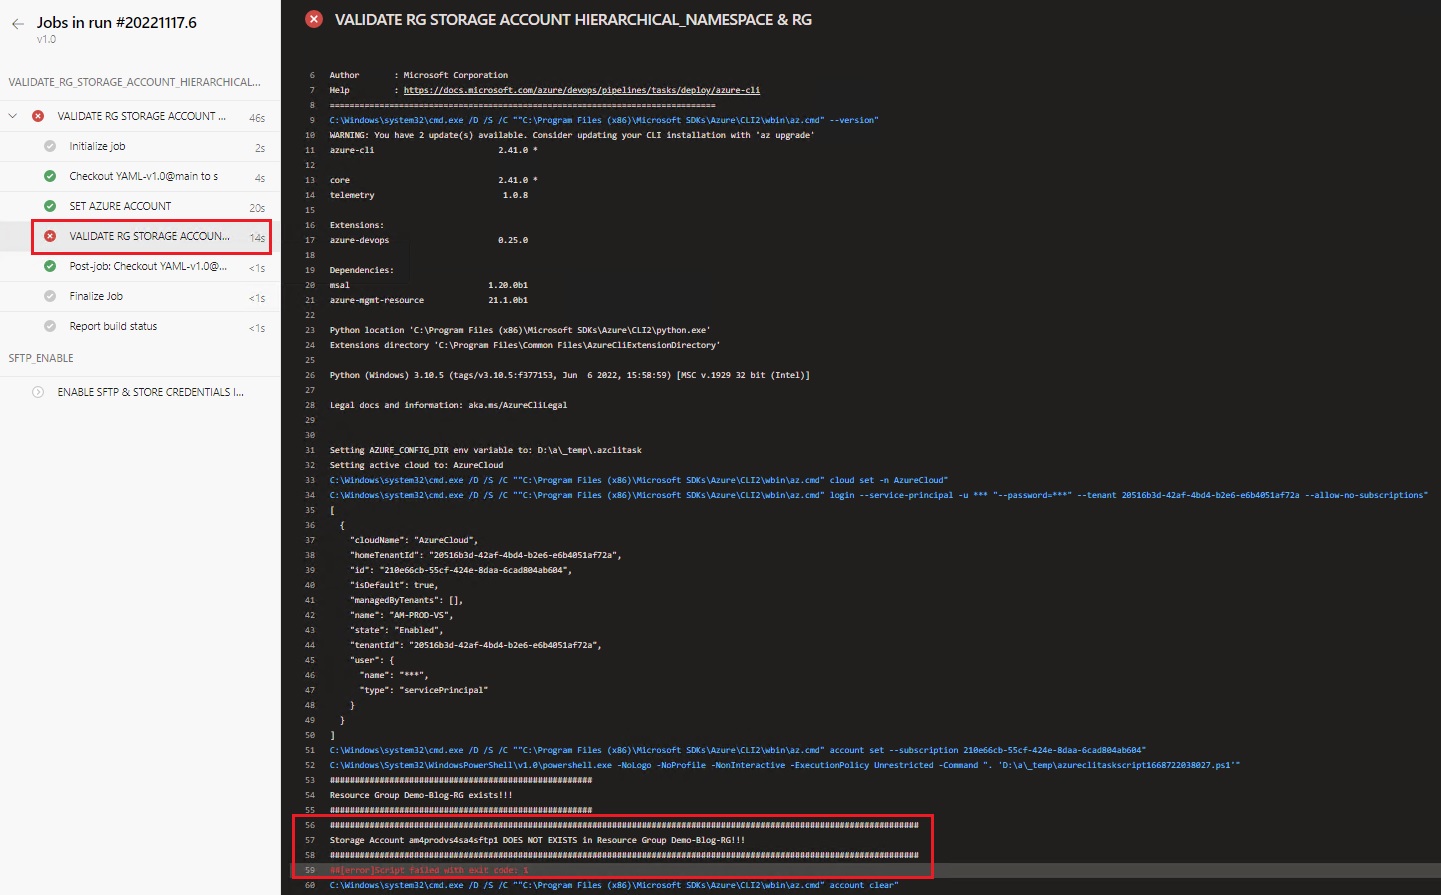 Jobs in run #20221117.6
v1.0
VALIDATE_RG_STORAGE_ACCOUNT_HIERARCHICAL...
VALIDATE RG STORAGE ACCOUNT ... 46s
Initialize job 2s
Checkout YAML-v1.0@main to s 4s
SET AZURE ACCOUNT 20s
VALIDATE RG STORAGE ACCOUN... 14s
Post-job: Checkout YAML-v1.0@... <1s
Finalize Job <1s
Report build status <1s
SFTP_ENABLE
ENABLE SFTP & STORE CREDENTIALS I...
VALIDATE RG STORAGE ACCOUNT HIERARCHICAL_NAMESPACE & RG
6 Author : Microsoft Corporation
7 Help : https://docs.microsoft.com/azure/devops/pipelines/tasks/deploy/azure-cli
8 ==============================================================================
9 C:\Windows\system32\cmd.exe /D /S /C ""C:\Program Files (x86)\Microsoft SDKs\Azure\CLI2\wbin\az.cmd" --version"
10 WARNING: You have 2 update(s) available. Consider updating your CLI installation with 'az upgrade'
11 azure-cli 2.41.0 *
12
13 core 2.41.0 *
14 telemetry 1.0.8
15
16 Extensions:
17 azure-devops 0.25.0
18
19 Dependencies:
20 msal 1.20.0b1
21 azure-mgmt-resource 21.1.0b1
22
23 Python location 'C:\Program Files (x86)\Microsoft SDKs\Azure\CLI2\python.exe'
24 Extensions directory 'C:\Program Files\Common Files\AzureCliExtensionDirectory'
25
26 Python (Windows) 3.10.5 (tags/v3.10.5:f377153, Jun  6 2022, 15:58:59) [MSC v.1929 32 bit (Intel)]
27
28 Legal docs and information: aka.ms/AzureCliLegal
29
30
31 Setting AZURE_CONFIG_DIR env variable to: D:\a\_temp\.azclitask
32 Setting active cloud to: AzureCloud
33 C:\Windows\system32\cmd.exe /D /S /C ""C:\Program Files (x86)\Microsoft SDKs\Azure\CLI2\wbin\az.cmd" cloud set -n AzureCloud"
34 C:\Windows\system32\cmd.exe /D /S /C ""C:\Program Files (x86)\Microsoft SDKs\Azure\CLI2\wbin\az.cmd" login --service-principal -u *** "--password=***" --tenant 20516b3d-42af-4bd4-b2e6-e6b4051af72a --allow-no-subscriptions"
35 [
36 {
37 "cloudName": "AzureCloud",
38 "homeTenantId": "20516b3d-42af-4bd4-b2e6-e6b4051af72a",
39 "id": "210e66cb-55cf-424e-8daa-6cad804ab604",
40 "isDefault": true,
41 "managedByTenants": [],
42 "name": "AM-PROD-VS",
43 "state": "Enabled",
44 "tenantId": "20516b3d-42af-4bd4-b2e6-e6b4051af72a",
45 "user": {
46 "name": "***",
47 "type": "servicePrincipal"
48 }
49 }
50 ]
51 C:\Windows\system32\cmd.exe /D /S /C ""C:\Program Files (x86)\Microsoft SDKs\Azure\CLI2\wbin\az.cmd" account set --subscription 210e66cb-55cf-424e-8daa-6cad804ab604"
52 C:\Windows\System32\WindowsPowerShell\v1.0\powershell.exe -NoLogo -NoProfile -NonInteractive -ExecutionPolicy Unrestricted -Command ". 'D:\a\_temp\azureclitaskscript1668722038027.ps1'"
53 #####################################################
54 Resource Group Demo-Blog-RG exists!!!
55 #####################################################
56 #######################################################################################################################
57 Storage Account am4prodvs4sa4sftp1 DOES NOT EXISTS in Resource Group Demo-Blog-RG!!!
58 #######################################################################################################################
59 ##[error]Script failed with exit code: 1
60 C:\Windows\system32\cmd.exe /D /S /C ""C:\Program Files (x86)\Microsoft SDKs\Azure\CLI2\wbin\az.cmd" account clear"